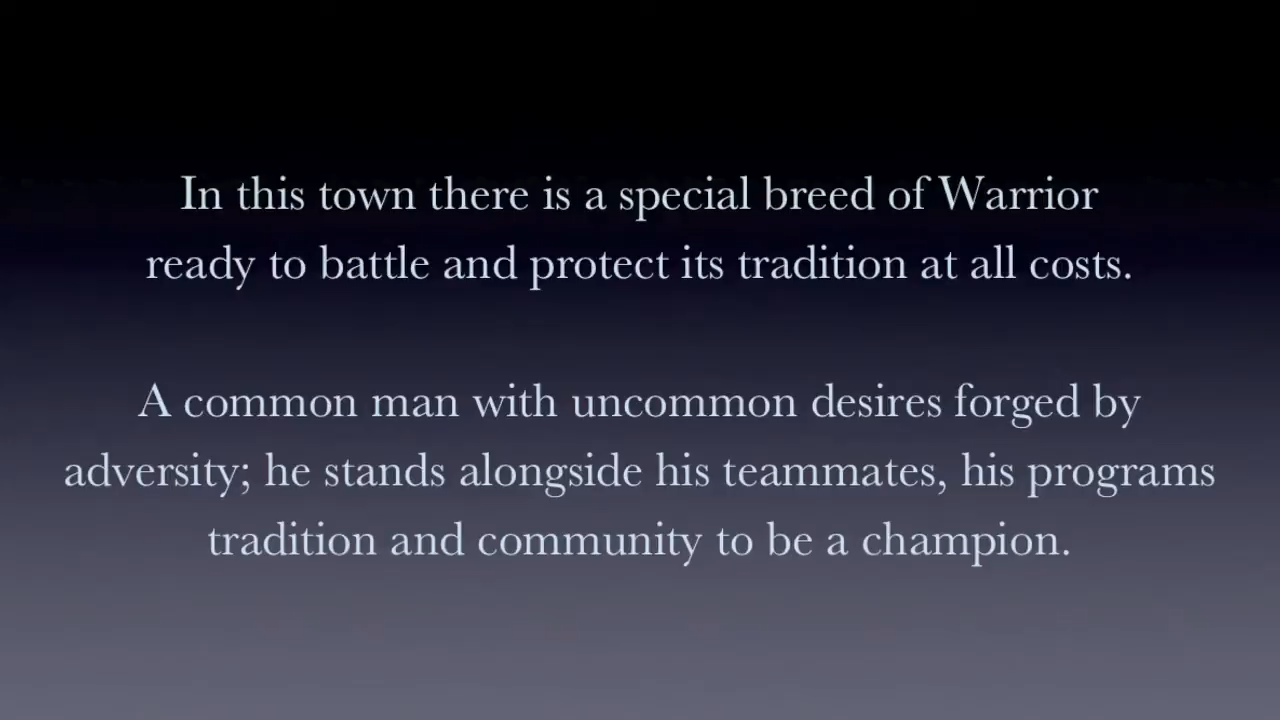 In this town there is a special breed of Warrior
ready to battle and protect its tradition at all costs.
A common man with uncommon desires forged by
adversity; he stands alongside his teammates, his programs
tradition and community to be a champion.